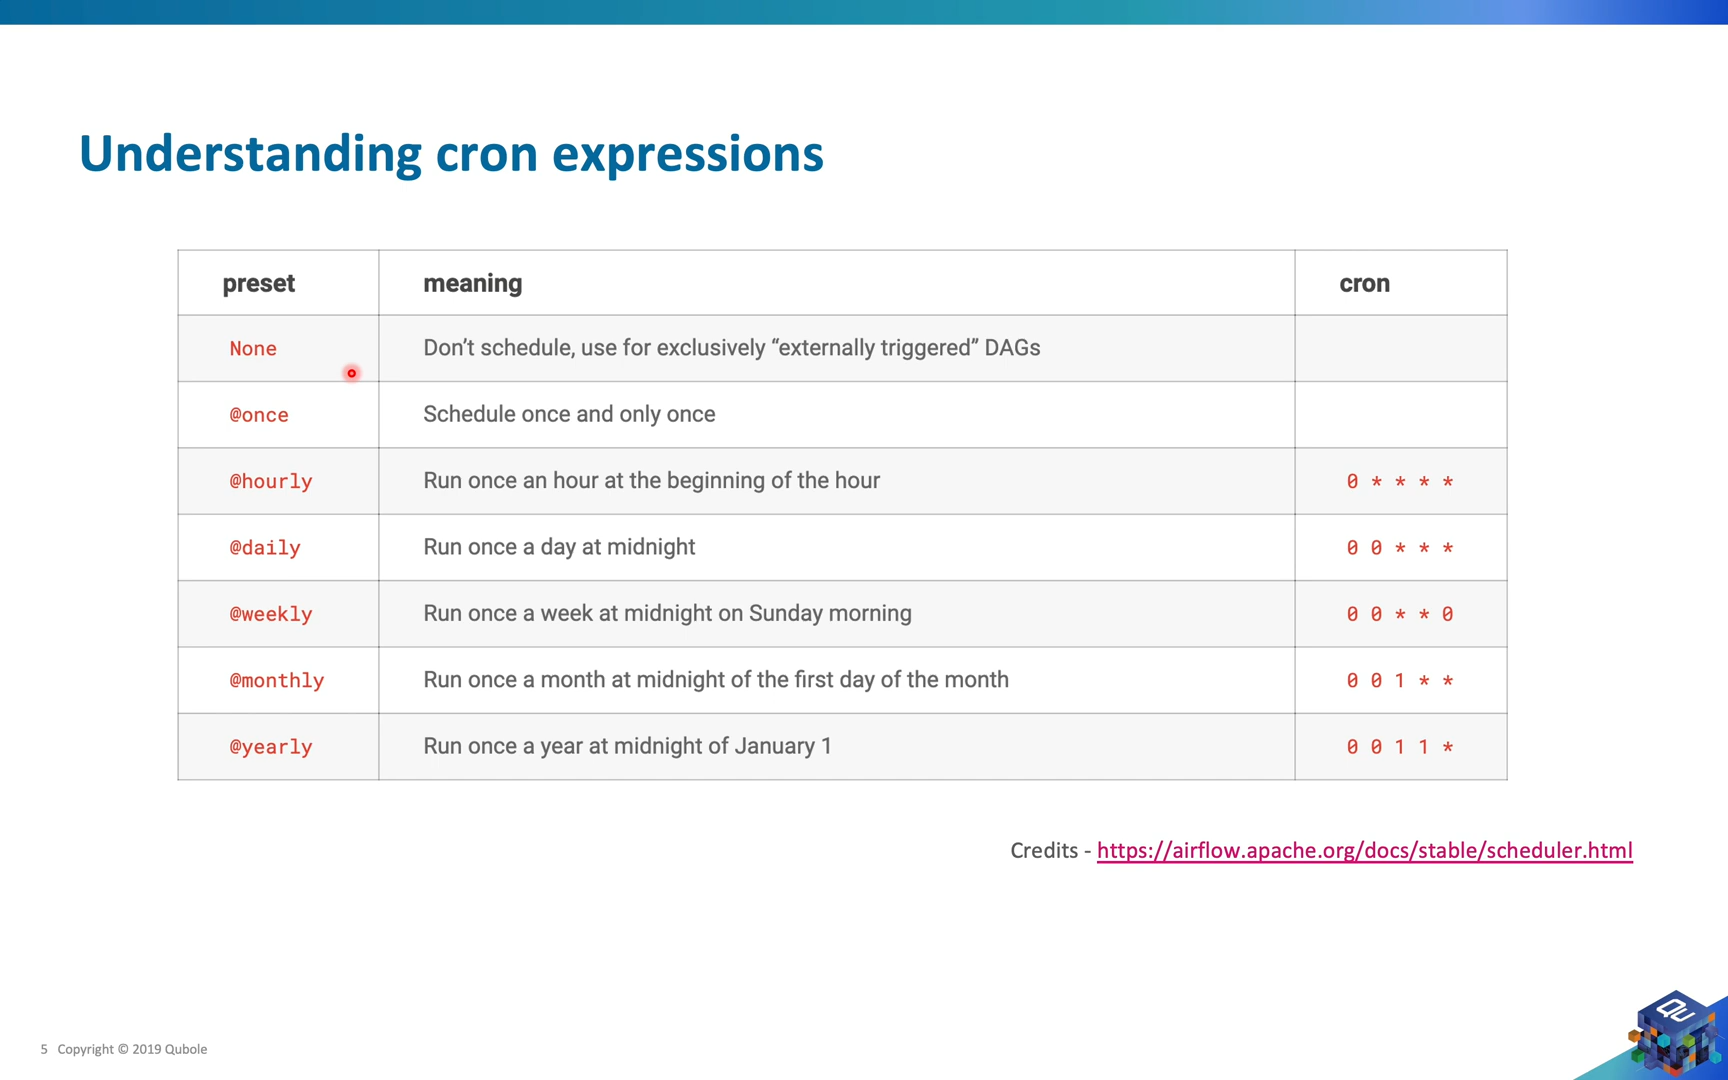 Understanding cron expressions
preset meaning cron
None Don’t schedule, use for exclusively “externally triggered” DAGs
@once Schedule once and only once
@hourly Run once an hour at the beginning of the hour 0 * * * *
@daily Run once a day at midnight 0 0 * * *
@weekly Run once a week at midnight on Sunday morning 0 0 * * 0
@monthly Run once a month at midnight of the first day of the month 0 0 1 * *
@yearly Run once a year at midnight of January 1 0 0 1 1 *
Credits - https://airflow.apache.org/docs/stable/scheduler.html
5 Copyright © 2019 Qubole
QU